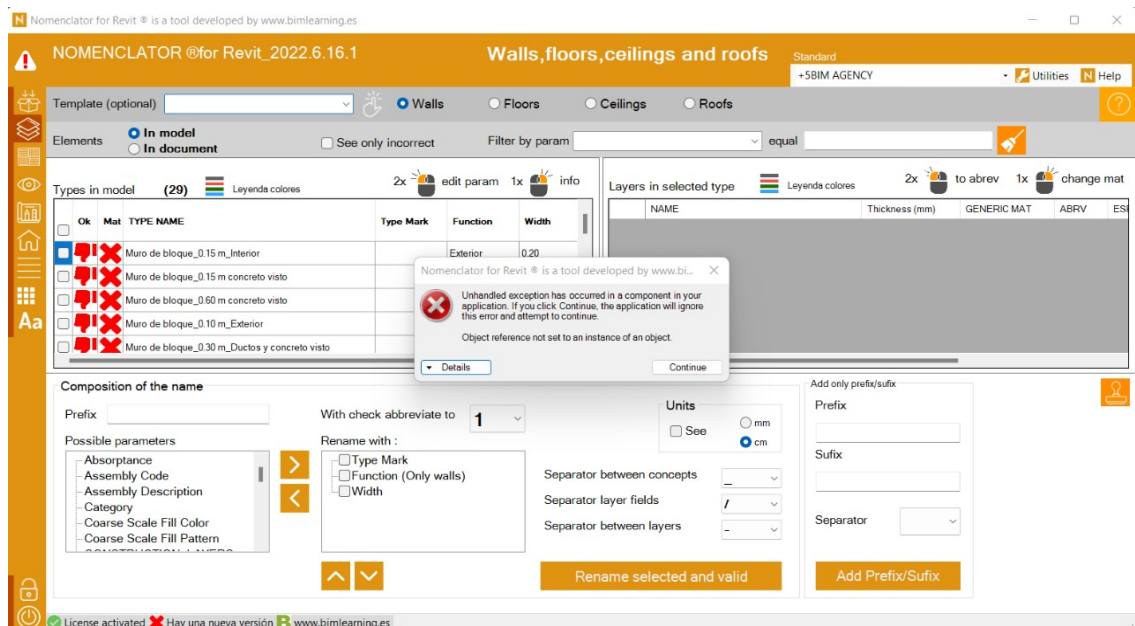 Nomenclator for Revit ® is a tool developed by www.bimlearning.es
NOMENCLATOR ®for Revit_2022.6.16.1
Walls,floors,ceilings and roofs
Standard
+5BIM AGENCY
Utilities
N Help
Template (optional)
Walls
Floors
Ceilings
Roofs
Elements
In model
In document
See only incorrect
Filter by param
equal
Types in model (29)
Leyenda colores
2x edit param 1x info
Layers in selected type
Leyenda colores
2x to abrev 1x change mat
Ok Mat TYPE NAME Type Mark Function Width
NAME Thickness (mm) GENERIC MAT ABRV ESP
Muro de bloque_0.15 m_Interior Exterior 0.20
Muro de bloque_0.15 m concreto visto
Muro de bloque_0.60 m concreto visto
Muro de bloque_0.10 m_Exterior
Muro de bloque_0.30 m_Ductos y concreto visto
Nomenclator for Revit ® is a tool developed by www.bi...
Unhandled exception has occurred in a component in your
application. If you click Continue, the application will ignore
this error and attempt to continue.
Object reference not set to an instance of an object.
Details
Continue
Aa
Composition of the name
Prefix
With check abbreviate to 1
Units
See
mm
cm
Possible parameters
Absorptance
Assembly Code
Assembly Description
Category
Coarse Scale Fill Color
Coarse Scale Fill Pattern
Rename with :
Type Mark
Function (Only walls)
Width
Separator between concepts _
Separator layer fields /
Separator between layers -
Rename selected and valid
Add only prefix/sufix
Prefix
Sufix
Separator
Add Prefix/Sufix
License activated
Hay una nueva versión
www.bimlearning.es